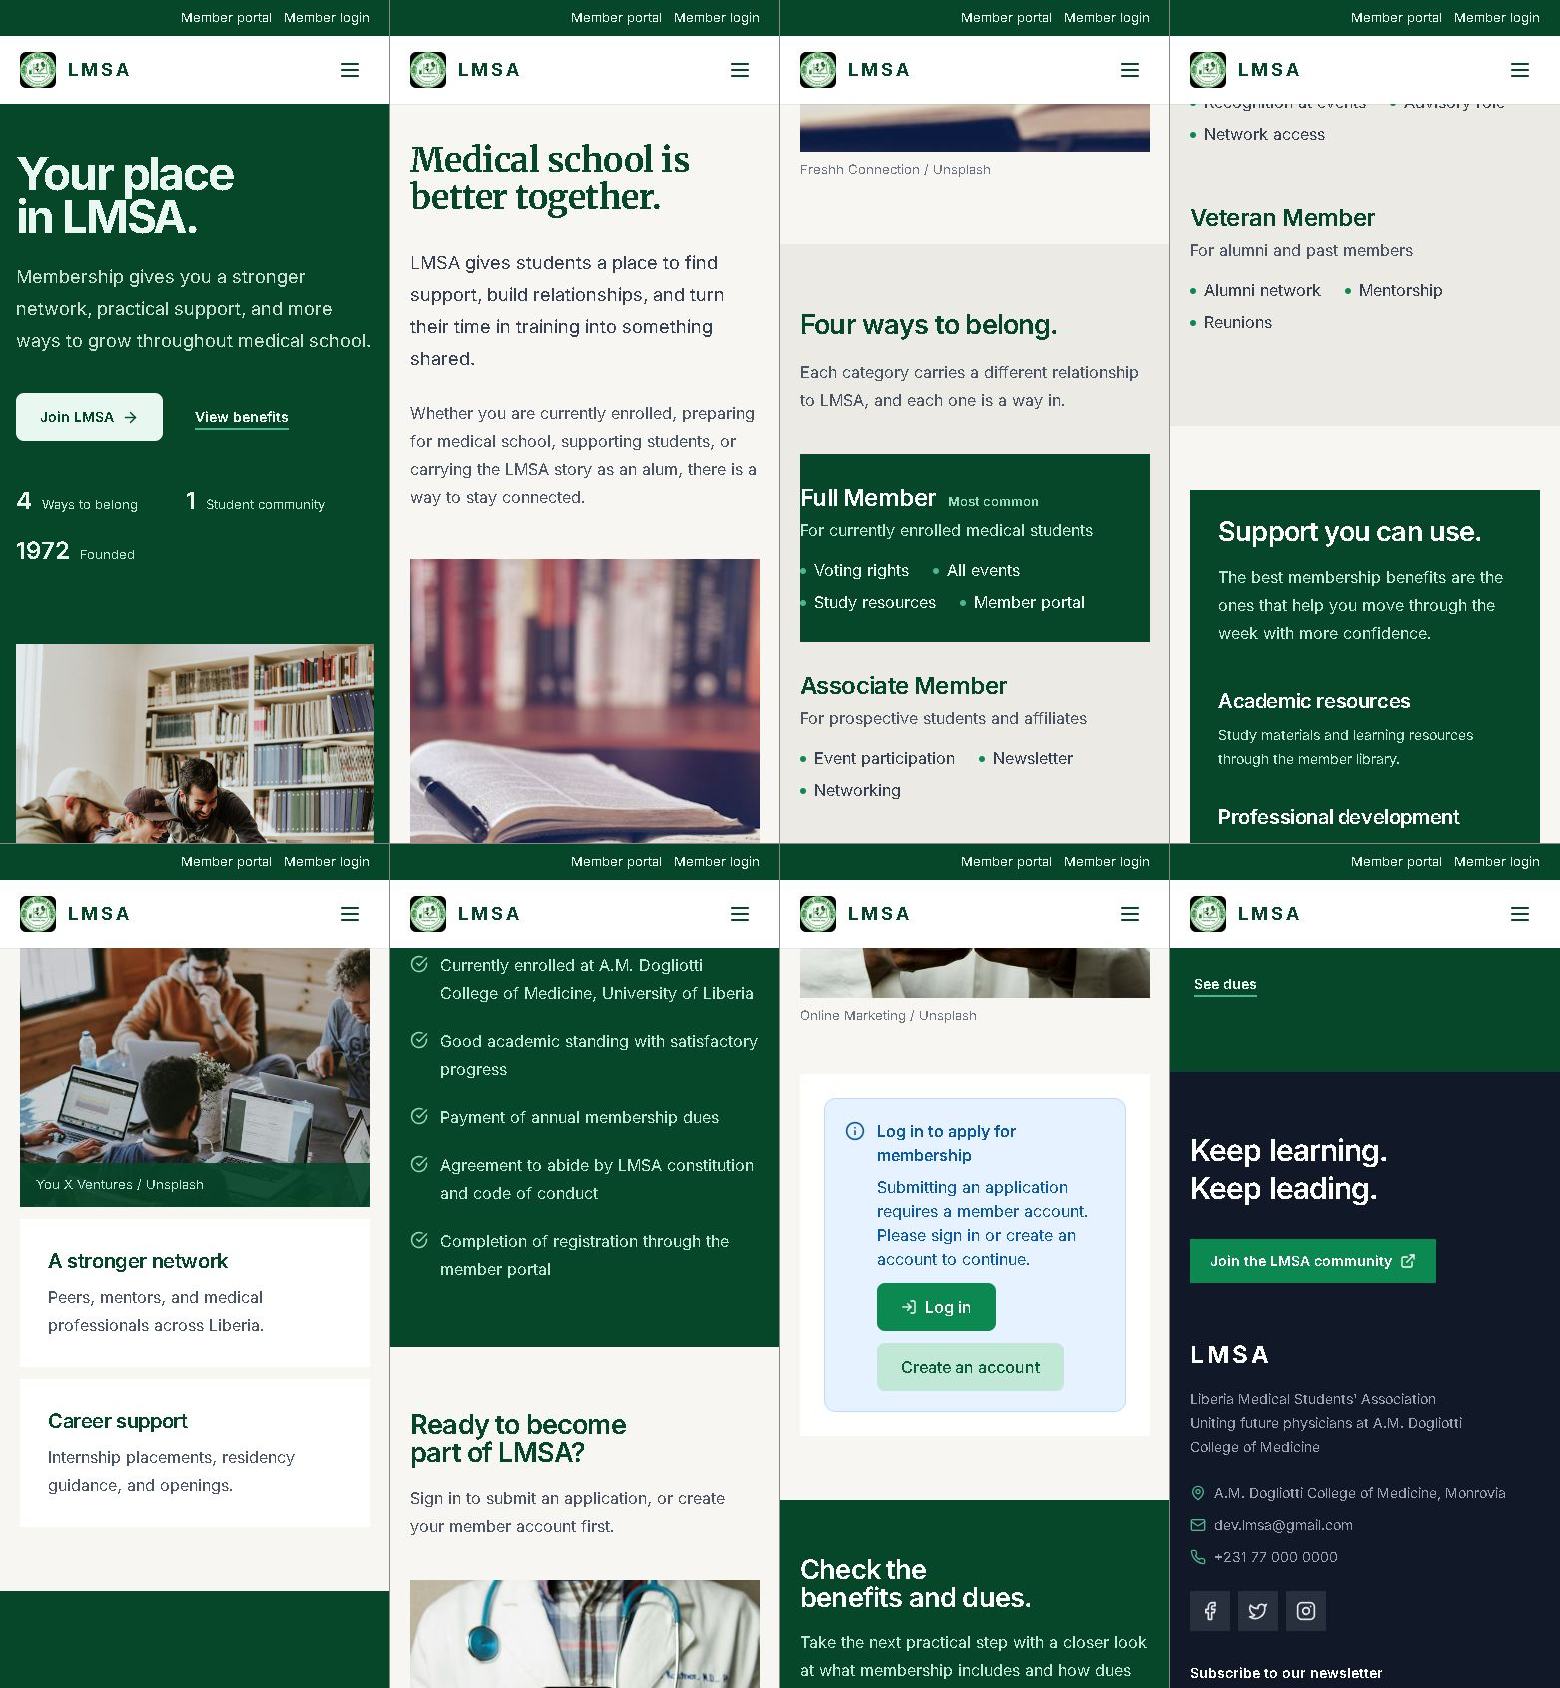 Member portal Member login
LMSA
Your place
in LMSA.
Membership gives you a stronger
network, practical support, and more
ways to grow throughout medical school.
Join LMSA
View benefits
4 Ways to belong
1 Student community
1972 Founded
Member portal Member login
LMSA
Medical school is
better together.
LMSA gives students a place to find
support, build relationships, and turn
their time in training into something
shared.
Whether you are currently enrolled, preparing
for medical school, supporting students, or
carrying the LMSA story as an alum, there is a
way to stay connected.
Member portal Member login
LMSA
Freshh Connection / Unsplash
Four ways to belong.
Each category carries a different relationship
to LMSA, and each one is a way in.
Full Member Most common
For currently enrolled medical students
• Voting rights • All events
• Study resources • Member portal
Associate Member
For prospective students and affiliates
• Event participation • Newsletter
• Networking
Member portal Member login
LMSA
• Recognition at events • Advisory role
• Network access
Veteran Member
For alumni and past members
• Alumni network • Mentorship
• Reunions
Support you can use.
The best membership benefits are the
ones that help you move through the
week with more confidence.
Academic resources
Study materials and learning resources
through the member library.
Professional development
Member portal Member login
LMSA
You X Ventures / Unsplash
A stronger network
Peers, mentors, and medical
professionals across Liberia.
Career support
Internship placements, residency
guidance, and openings.
Member portal Member login
LMSA
Currently enrolled at A.M. Dogliotti
College of Medicine, University of Liberia
Good academic standing with satisfactory
progress
Payment of annual membership dues
Agreement to abide by LMSA constitution
and code of conduct
Completion of registration through the
member portal
Ready to become
part of LMSA?
Sign in to submit an application, or create
your member account first.
Member portal Member login
LMSA
Online Marketing / Unsplash
Log in to apply for
membership
Submitting an application
requires a member account.
Please sign in or create an
account to continue.
Log in
Create an account
Check the
benefits and dues.
Take the next practical step with a closer look
at what membership includes and how dues
Member portal Member login
LMSA
See dues
Keep learning.
Keep leading.
Join the LMSA community
LMSA
Liberia Medical Students' Association
Uniting future physicians at A.M. Dogliotti
College of Medicine
A.M. Dogliotti College of Medicine, Monrovia
dev.lmsa@gmail.com
+231 77 000 0000
Subscribe to our newsletter